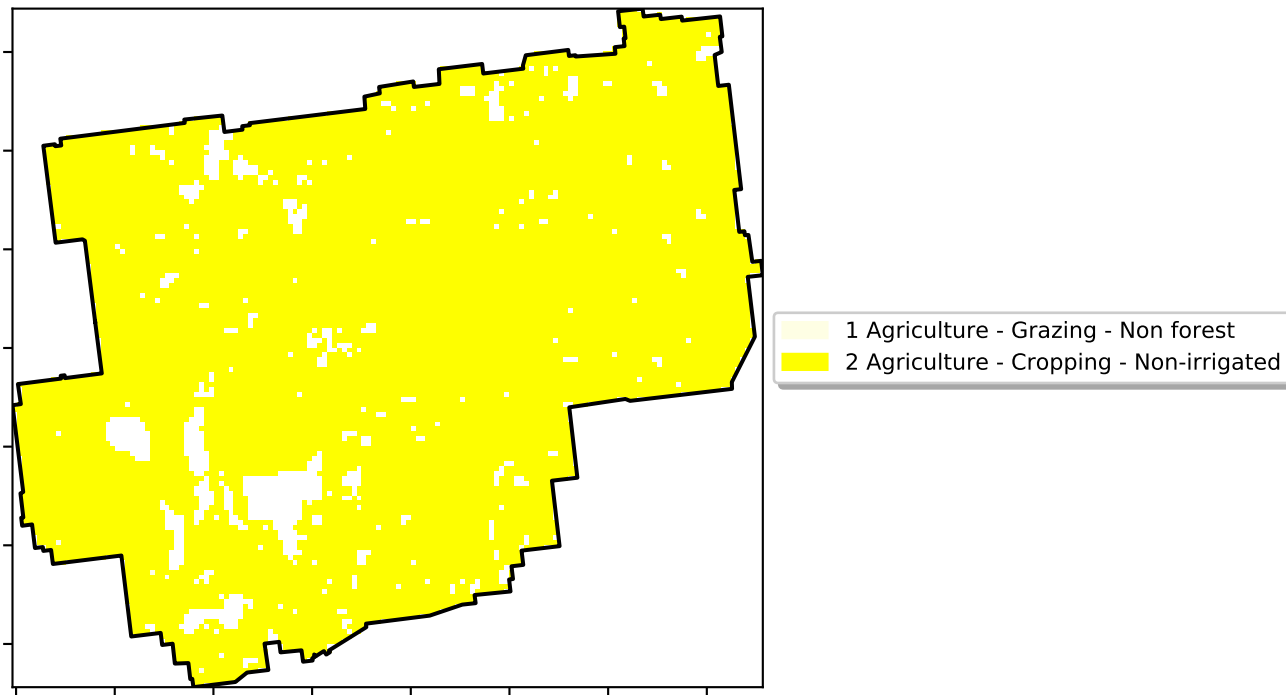 1 Agriculture - Grazing - Non forest
2 Agriculture - Cropping - Non-irrigated